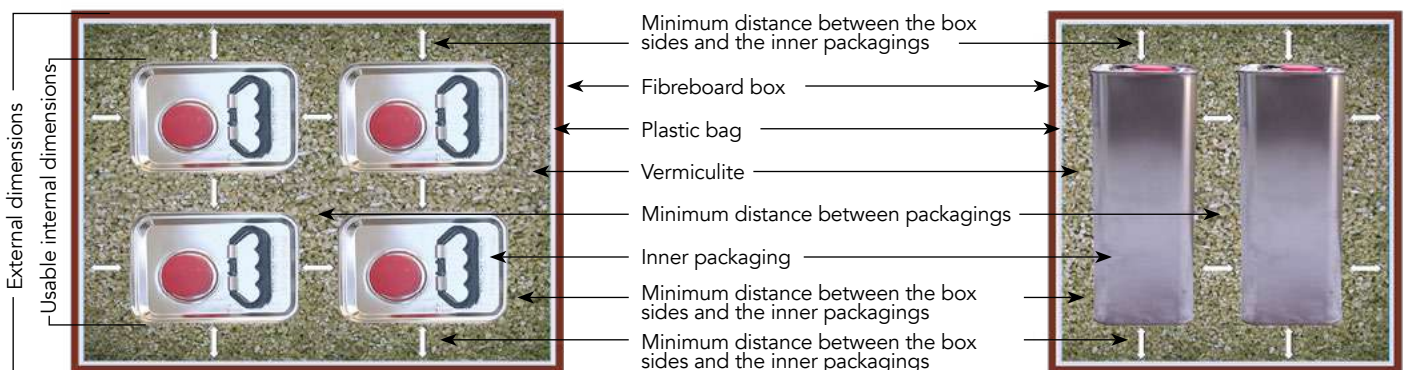 External dimensions
Usable internal dimensions
Minimum distance between the box
sides and the inner packagings
Fibreboard box
Plastic bag
Vermiculite
Minimum distance between packagings
Inner packaging
Minimum distance between the box
sides and the inner packagings
Minimum distance between the box
sides and the inner packagings